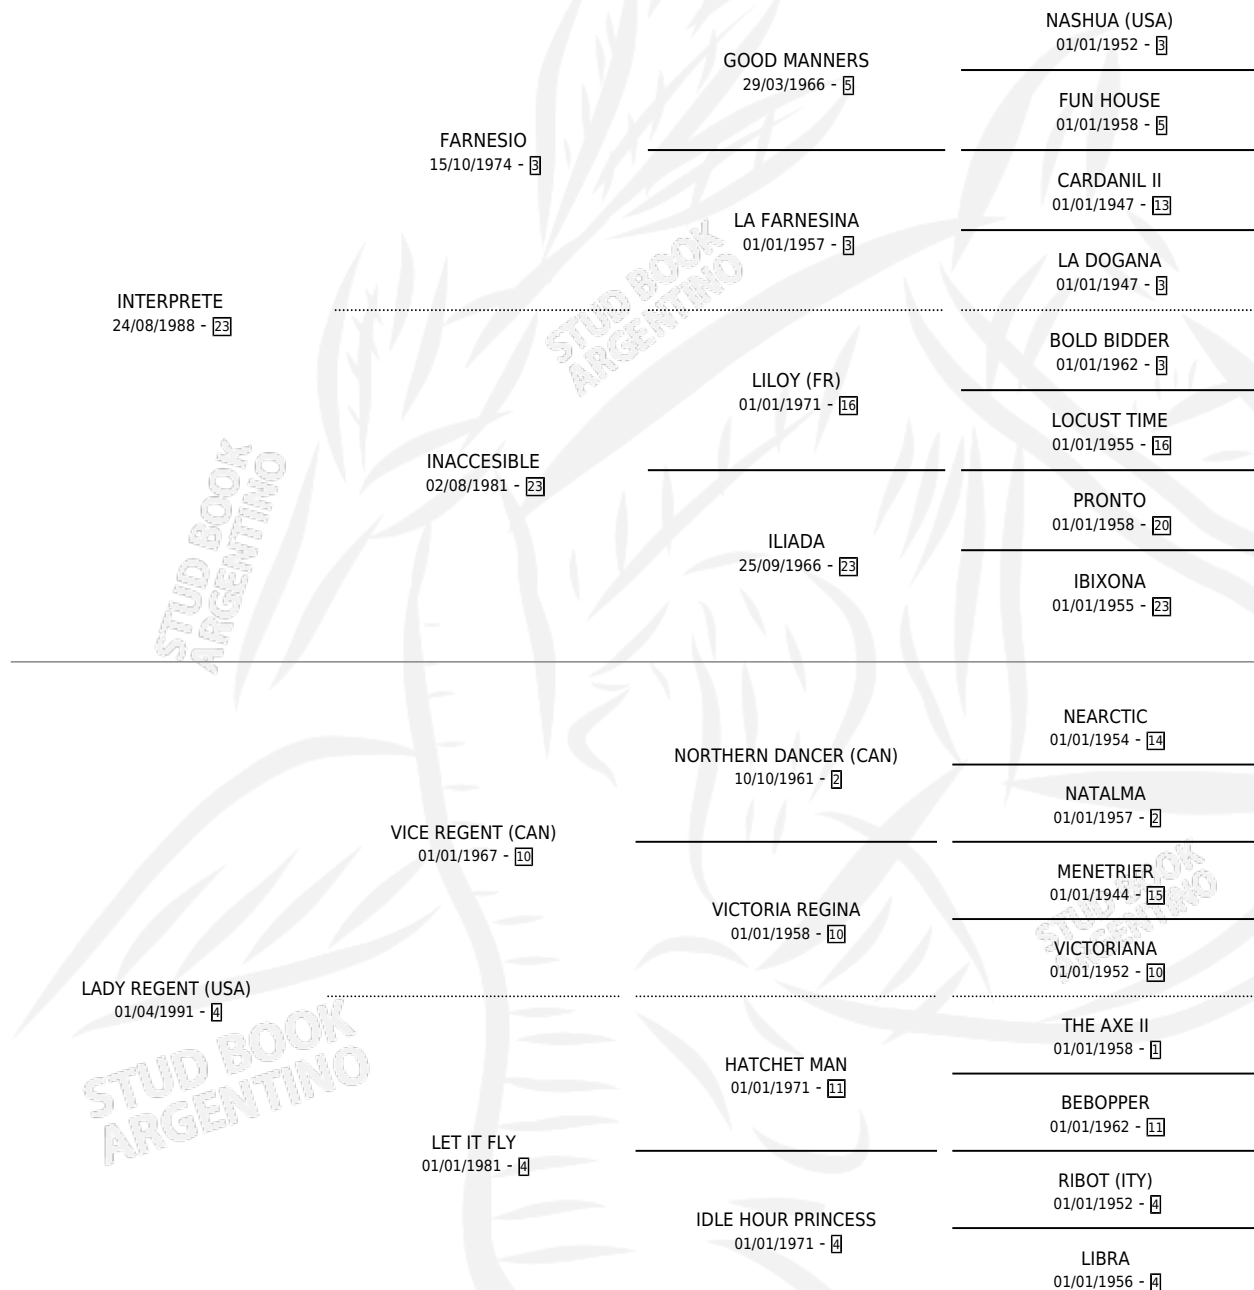 NASHUA (USA)
01/01/1952 - 3
GOOD MANNERS
29/03/1966 - 5
FUN HOUSE
01/01/1958 - 5
FARNESIO
15/10/1974 - 3
CARDANIL II
01/01/1947 - 13
LA FARNESINA
01/01/1957 - 3
LA DOGANA
01/01/1947 - 3
INTERPRETE
24/08/1988 - 23
BOLD BIDDER
01/01/1962 - 3
LILOY (FR)
01/01/1971 - 16
LOCUST TIME
01/01/1955 - 16
INACCESIBLE
02/08/1981 - 23
PRONTO
01/01/1958 - 20
ILIADA
25/09/1966 - 23
IBIXONA
01/01/1955 - 23
NEARCTIC
01/01/1954 - 14
NORTHERN DANCER (CAN)
10/10/1961 - 2
NATALMA
01/01/1957 - 2
VICE REGENT (CAN)
01/01/1967 - 10
MENETRIER
01/01/1944 - 15
VICTORIA REGINA
01/01/1958 - 10
VICTORIANA
01/01/1952 - 10
LADY REGENT (USA)
01/04/1991 - 4
THE AXE II
01/01/1958 - 1
HATCHET MAN
01/01/1971 - 11
BEBOPPER
01/01/1962 - 11
LET IT FLY
01/01/1981 - 4
RIBOT (ITY)
01/01/1952 - 4
IDLE HOUR PRINCESS
01/01/1971 - 4
LIBRA
01/01/1956 - 4
STUD BOOK
ARGENTINO
STUD BOOK
ARGENTINO
STUD BOOK
ARGENTINO
STUD BOOK
ARGENTINO